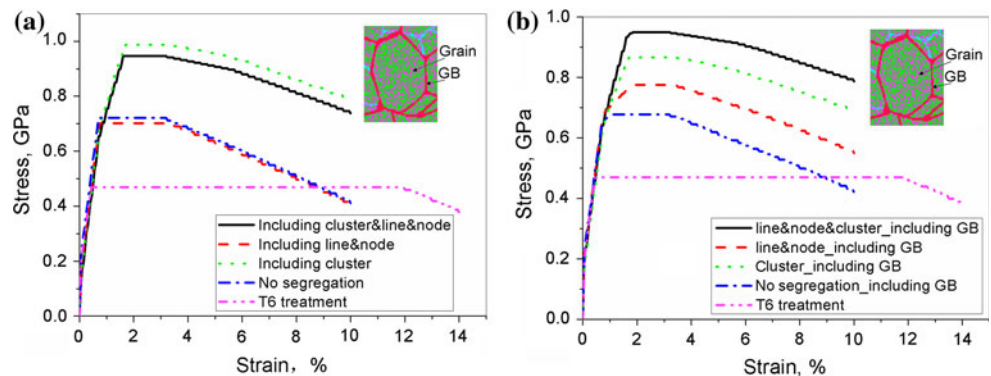 (a)
Stress, GPa
1.0
0.8
0.6
0.4
0.2
0.0
Grain
GB
Including cluster&line&node
Including line&node
Including cluster
No segregation
T6 treatment
0 2 4 6 8 10 12 14
Strain, %
(b)
Stress, GPa
1.0
0.8
0.6
0.4
0.2
0.0
Grain
GB
line&node&cluster_including GB
line&node_including GB
Cluster_including GB
No segregation_including GB
T6 treatment
0 2 4 6 8 10 12 14
Strain, %